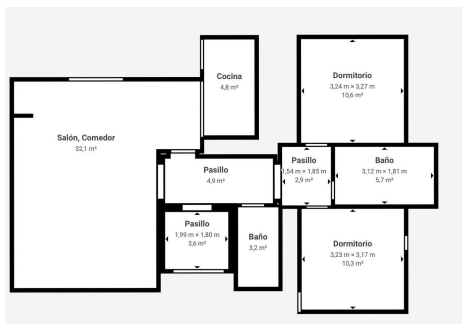 Cocina
4,8 m²
Dormitorio
3,24 m × 3,27 m
10,6 m²
Salón, Comedor
32,1 m²
Pasillo
4,9 m²
Pasillo
1,54 m × 1,85 m
2,9 m²
Baño
3,12 m × 1,81 m
5,7 m²
Pasillo
1,99 m × 1,80 m
3,6 m²
Baño
3,2 m²
Dormitorio
3,23 m × 3,17 m
10,3 m²